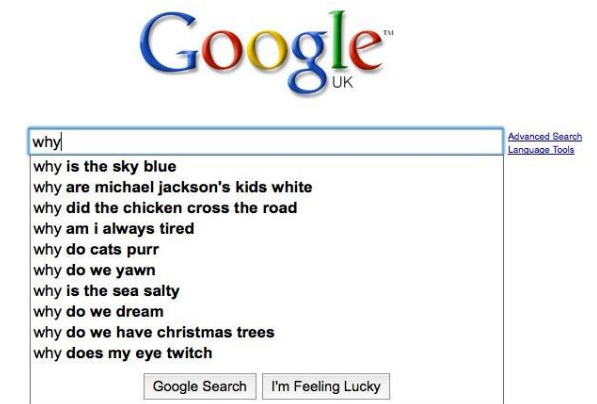 Google™
UK
why
Advanced Search
Language Tools
why is the sky blue
why are michael jackson's kids white
why did the chicken cross the road
why am i always tired
why do cats purr
why do we yawn
why is the sea salty
why do we dream
why do we have christmas trees
why does my eye twitch
Google Search I'm Feeling Lucky